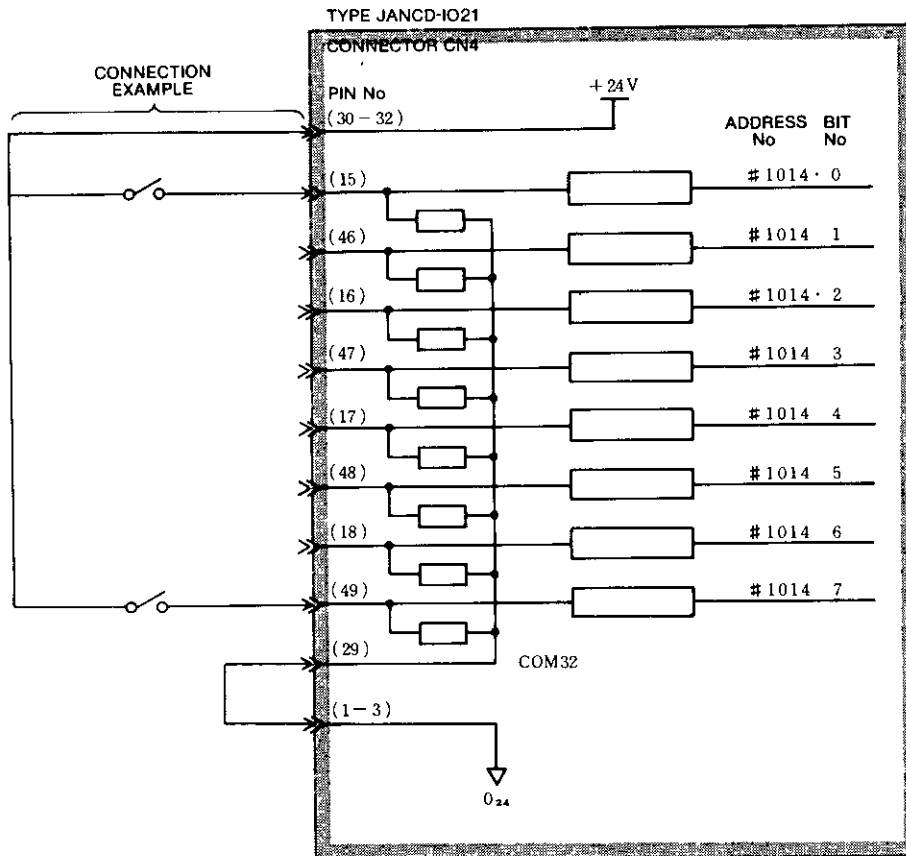 TYPE JANCD-IO21
CONNECTOR CN4
CONNECTION
EXAMPLE
PIN No
+24V
(30-32)
ADDRESS BIT
No No
(15) #1014·0
(46) #1014 1
(16) #1014·2
(47) #1014 3
(17) #1014 4
(48) #1014 5
(18) #1014 6
(49) #1014 7
(29)
COM32
(1-3)
0₂₄